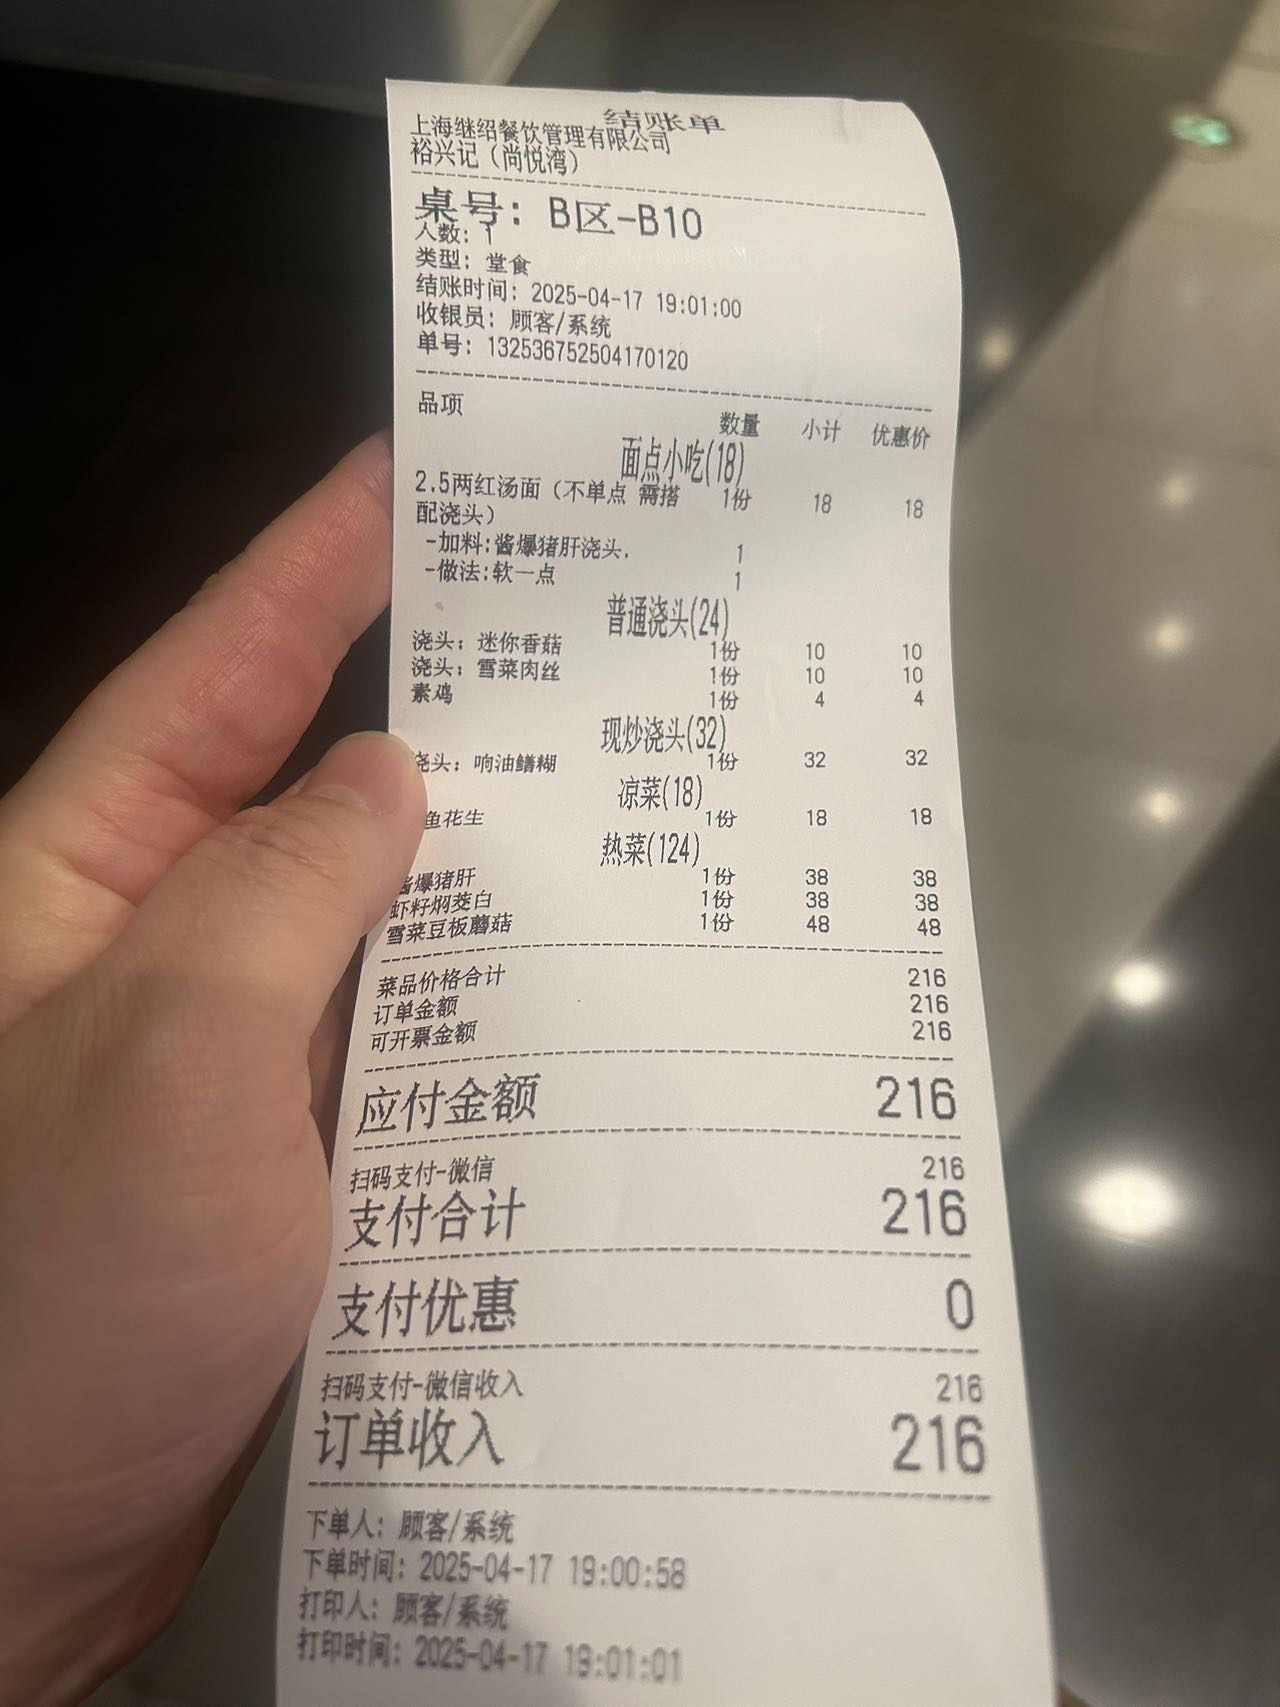 结账单
上海继绍餐饮管理有限公司
裕兴记（尚悦湾）
桌号: B区-B10
人数: 1
类型: 堂食
结账时间: 2025-04-17 19:01:00
收银员: 顾客/系统
单号: 132536752504170120
品项 数量 小计 优惠价
面点小吃(18)
2.5两红汤面（不单点 需搭 1份 18 18
配浇头）
-加料:酱爆猪肝浇头. 1
-做法:软一点 1
普通浇头(24)
浇头: 迷你香菇 1份 10 10
浇头: 雪菜肉丝 1份 10 10
素鸡 1份 4 4
现炒浇头(32)
浇头: 响油鳝糊 1份 32 32
凉菜(18)
鱼花生 1份 18 18
热菜(124)
酱爆猪肝 1份 38 38
虾籽焖茭白 1份 38 38
雪菜豆板蘑菇 1份 48 48
菜品价格合计 216
订单金额 216
可开票金额 216
应付金额 216
扫码支付-微信 216
支付合计 216
支付优惠 0
扫码支付-微信收入 216
订单收入 216
下单人: 顾客/系统
下单时间: 2025-04-17 19:00:58
打印人: 顾客/系统
打印时间: 2025-04-17 19:01:01